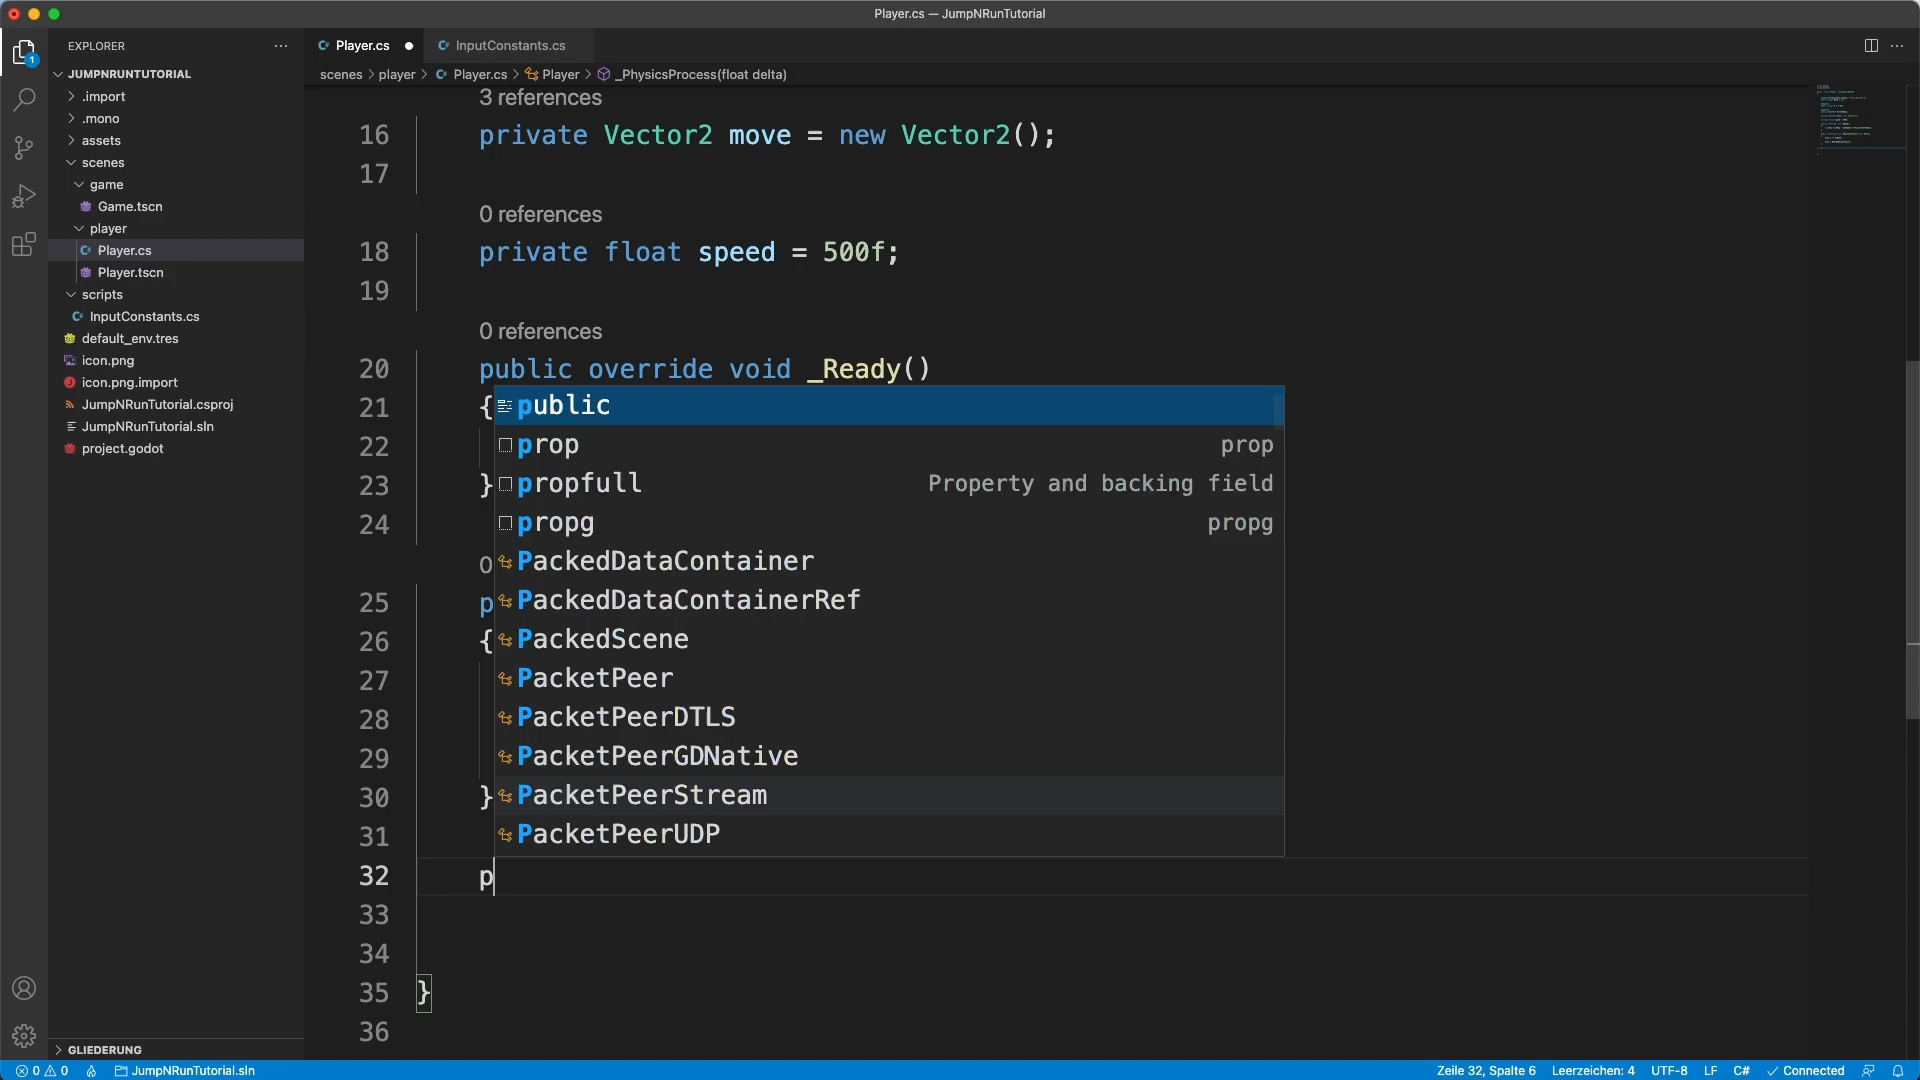 Player.cs — JumpNRunTutorial
EXPLORER
Player.cs
InputConstants.cs
scenes > player > Player.cs > Player > _PhysicsProcess(float delta)
1
JUMPNRUNTUTORIAL
.import
.mono
assets
scenes
game
Game.tscn
player
Player.cs
Player.tscn
scripts
InputConstants.cs
default_env.tres
icon.png
icon.png.import
JumpNRunTutorial.csproj
JumpNRunTutorial.sln
project.godot
GLIEDERUNG
3 references
16 private Vector2 move = new Vector2();
17
0 references
18 private float speed = 500f;
19
0 references
20 public override void _Ready()
21 {
22
23 }
24
25 p
26 {
27
28
29
30 }
31
32 p
33
34
35 }
36
public
prop prop
propfull Property and backing field
propg propg
PackedDataContainer
PackedDataContainerRef
PackedScene
PacketPeer
PacketPeerDTLS
PacketPeerGDNative
PacketPeerStream
PacketPeerUDP
0 0 JumpNRunTutorial.sln
Zeile 32, Spalte 6 Leerzeichen: 4 UTF-8 LF C# Connected